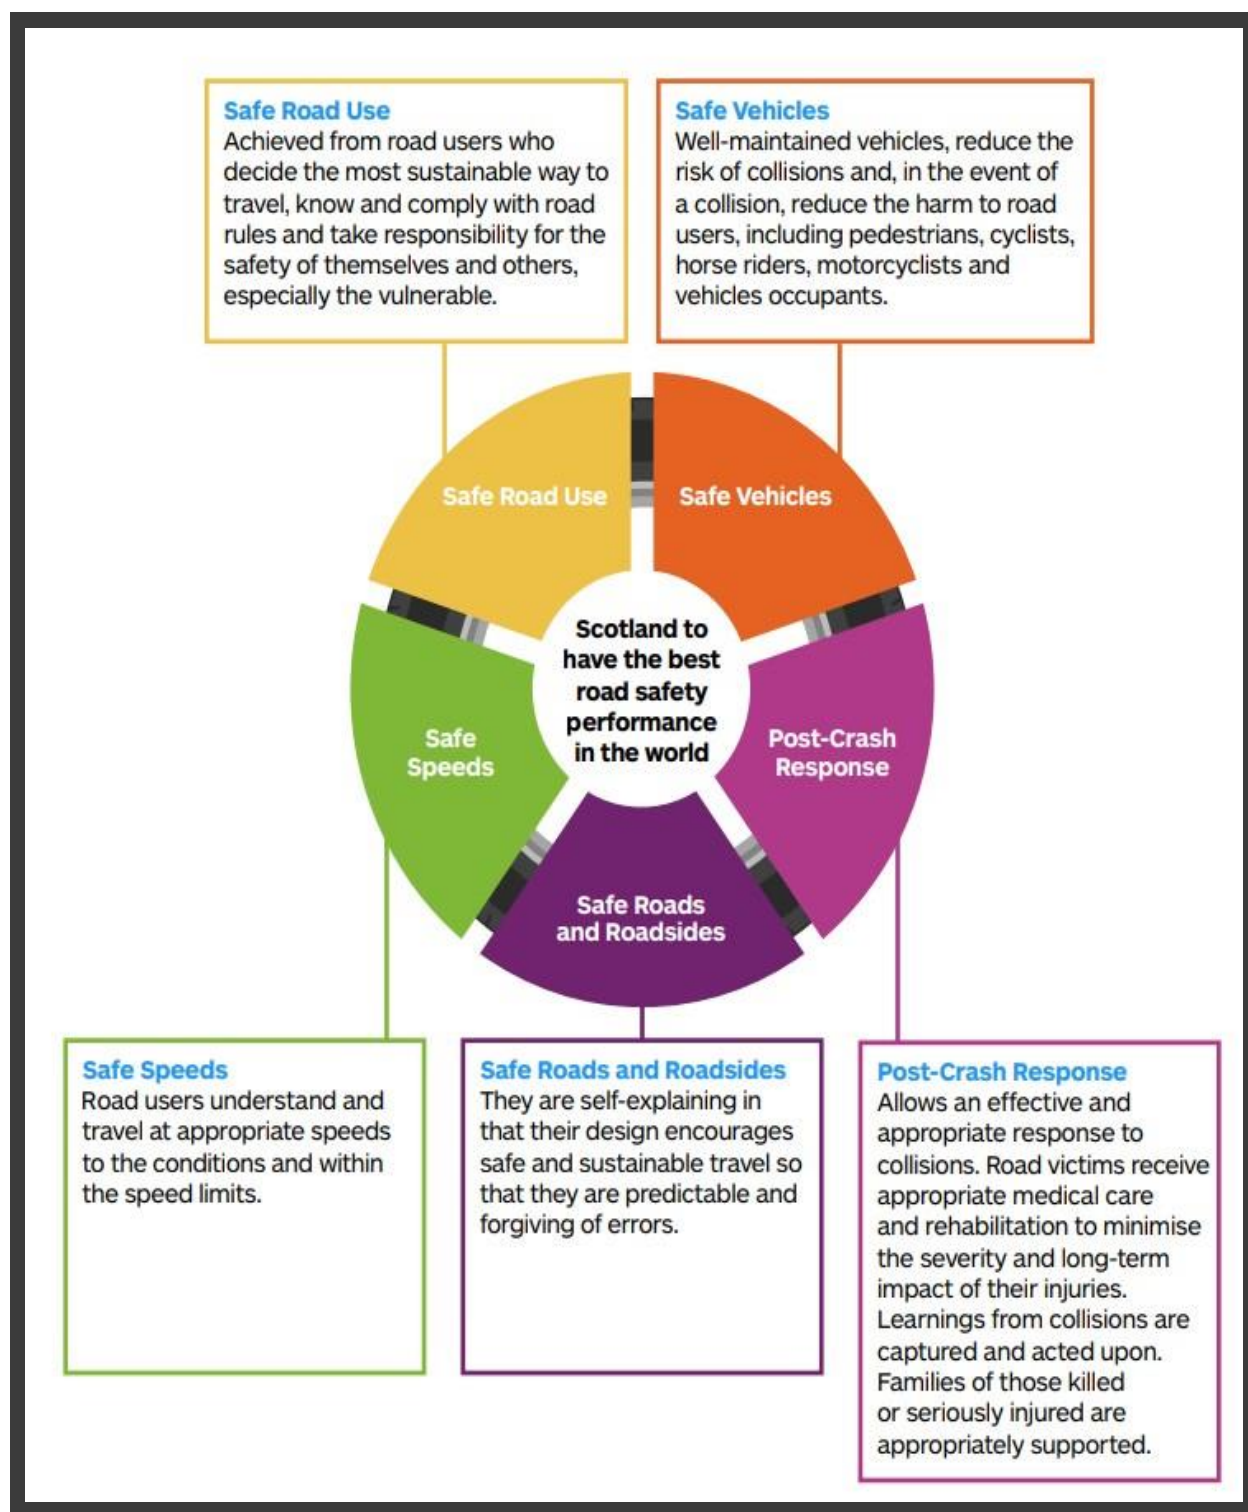 Safe Road Use
Achieved from road users who
decide the most sustainable way to
travel, know and comply with road
rules and take responsibility for the
safety of themselves and others,
especially the vulnerable.
Safe Vehicles
Well-maintained vehicles, reduce the
risk of collisions and, in the event of
a collision, reduce the harm to road
users, including pedestrians, cyclists,
horse riders, motorcyclists and
vehicles occupants.
Safe Road Use
Safe Vehicles
Scotland to
have the best
road safety
performance
in the world
Safe
Speeds
Post-Crash
Response
Safe Roads
and Roadsides
Safe Speeds
Road users understand and
travel at appropriate speeds
to the conditions and within
the speed limits.
Safe Roads and Roadsides
They are self-explaining in
that their design encourages
safe and sustainable travel so
that they are predictable and
forgiving of errors.
Post-Crash Response
Allows an effective and
appropriate response to
collisions. Road victims receive
appropriate medical care
and rehabilitation to minimise
the severity and long-term
impact of their injuries.
Learnings from collisions are
captured and acted upon.
Families of those killed
or seriously injured are
appropriately supported.